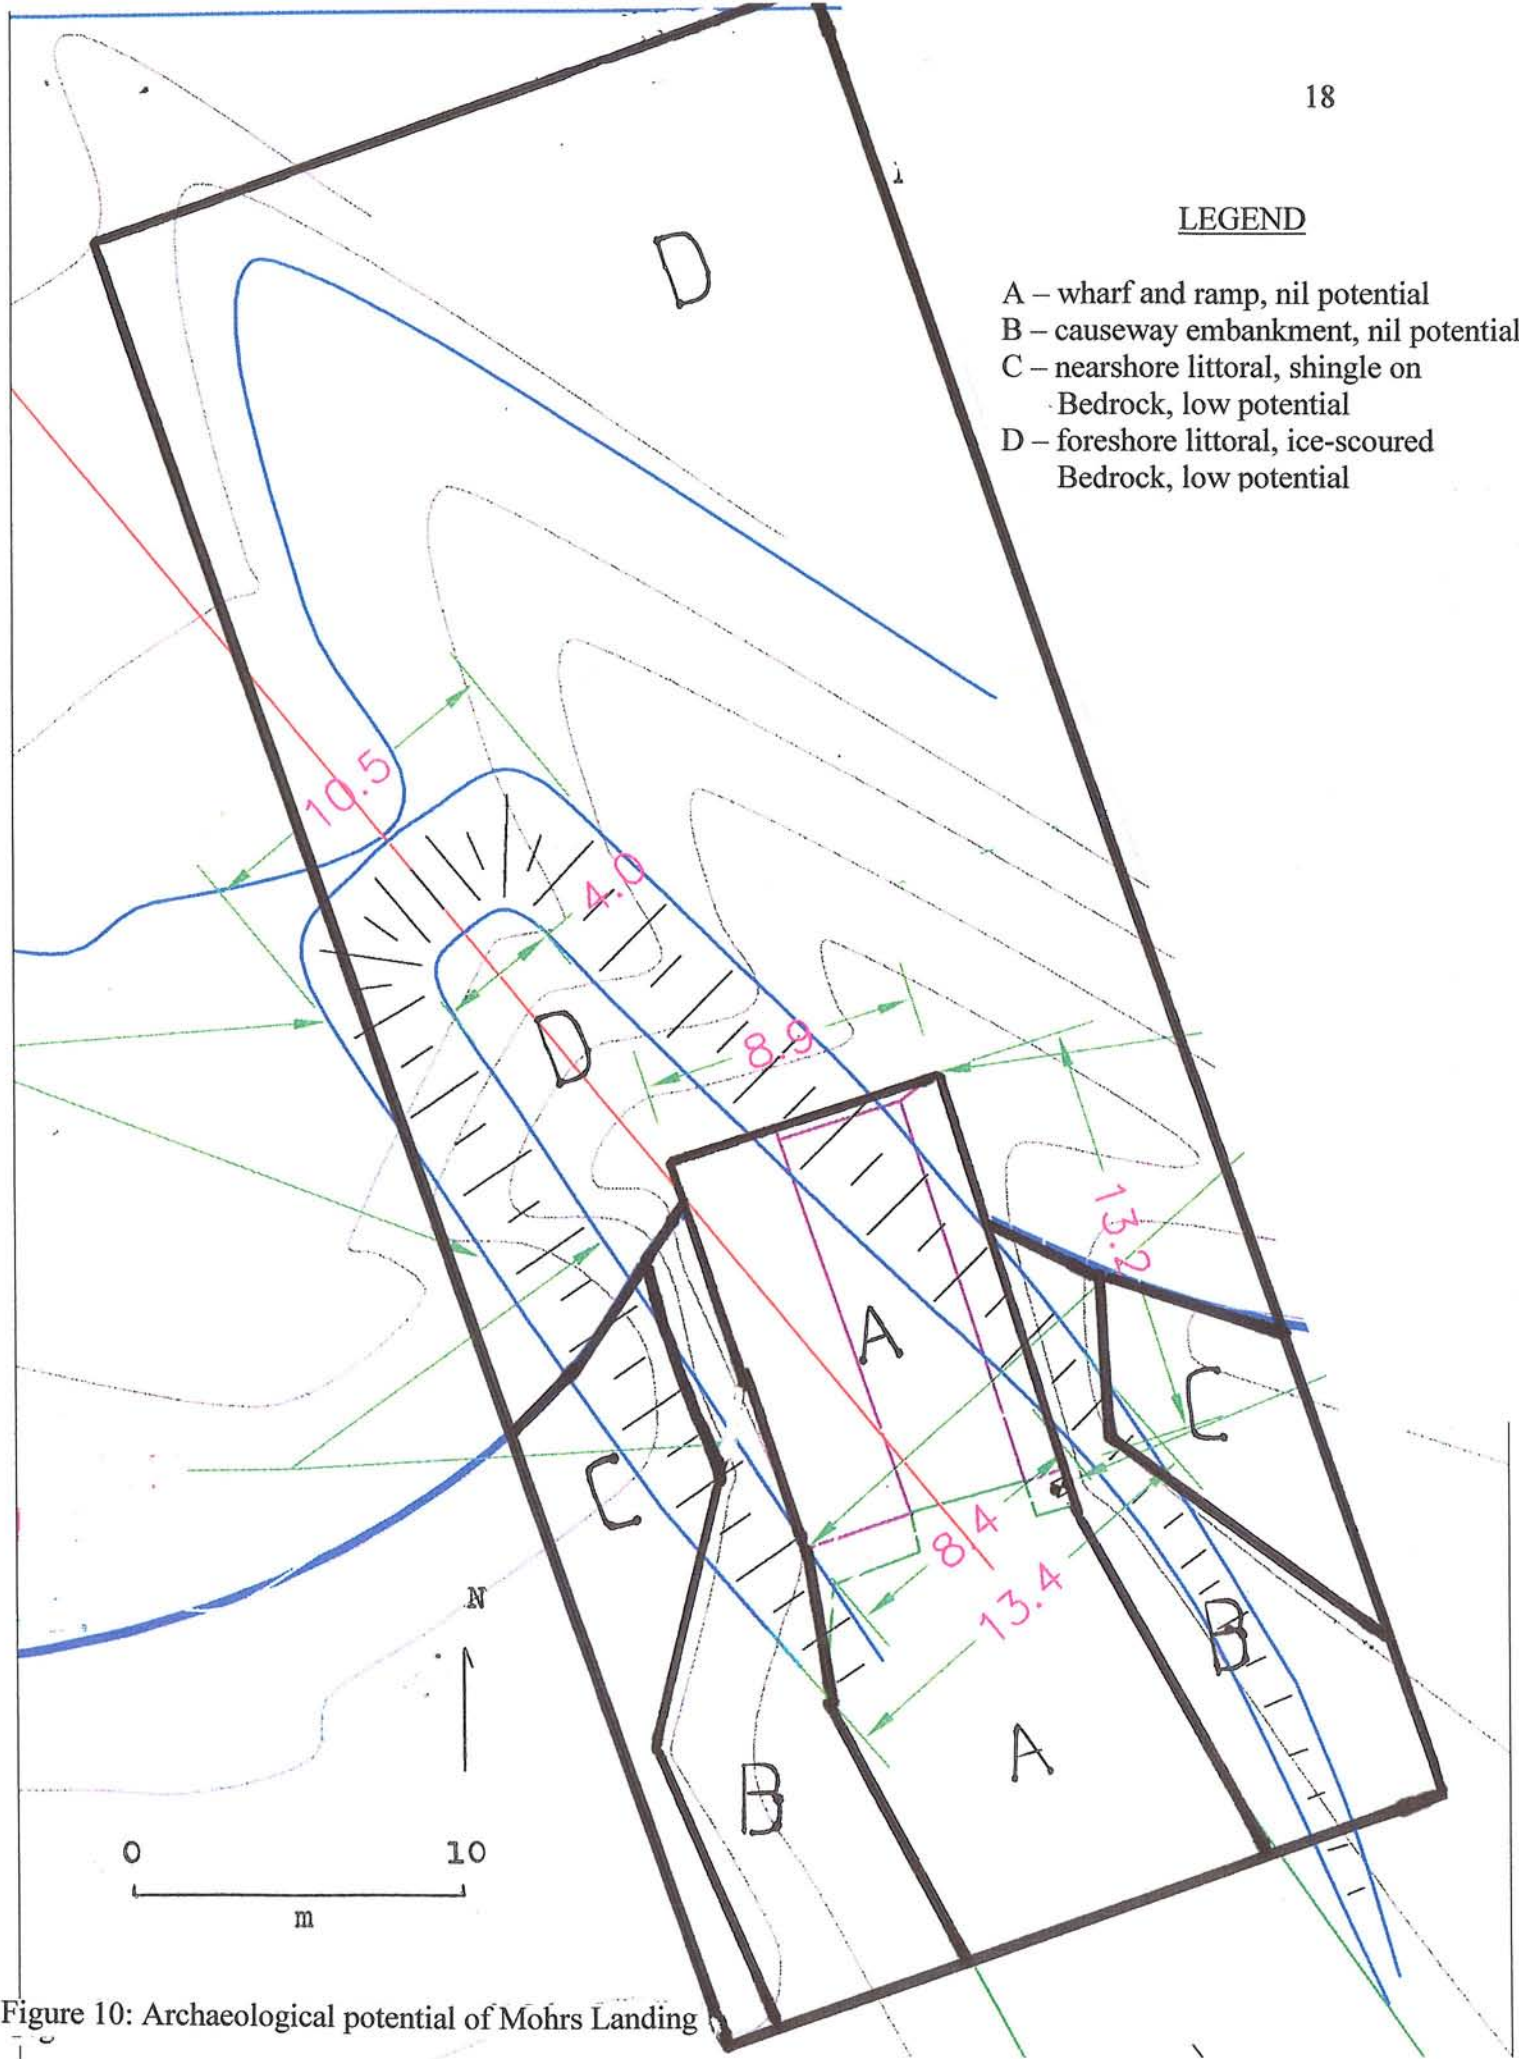 18
LEGEND
A – wharf and ramp, nil potential
B – causeway embankment, nil potential
C – nearshore littoral, shingle on
Bedrock, low potential
D – foreshore littoral, ice-scoured
Bedrock, low potential
D
10.5
4.0
D
8.9
13.2
A
C
C
8.4
13.4
N
B
A
B
0 10
m
Figure 10: Archaeological potential of Mohrs Landing